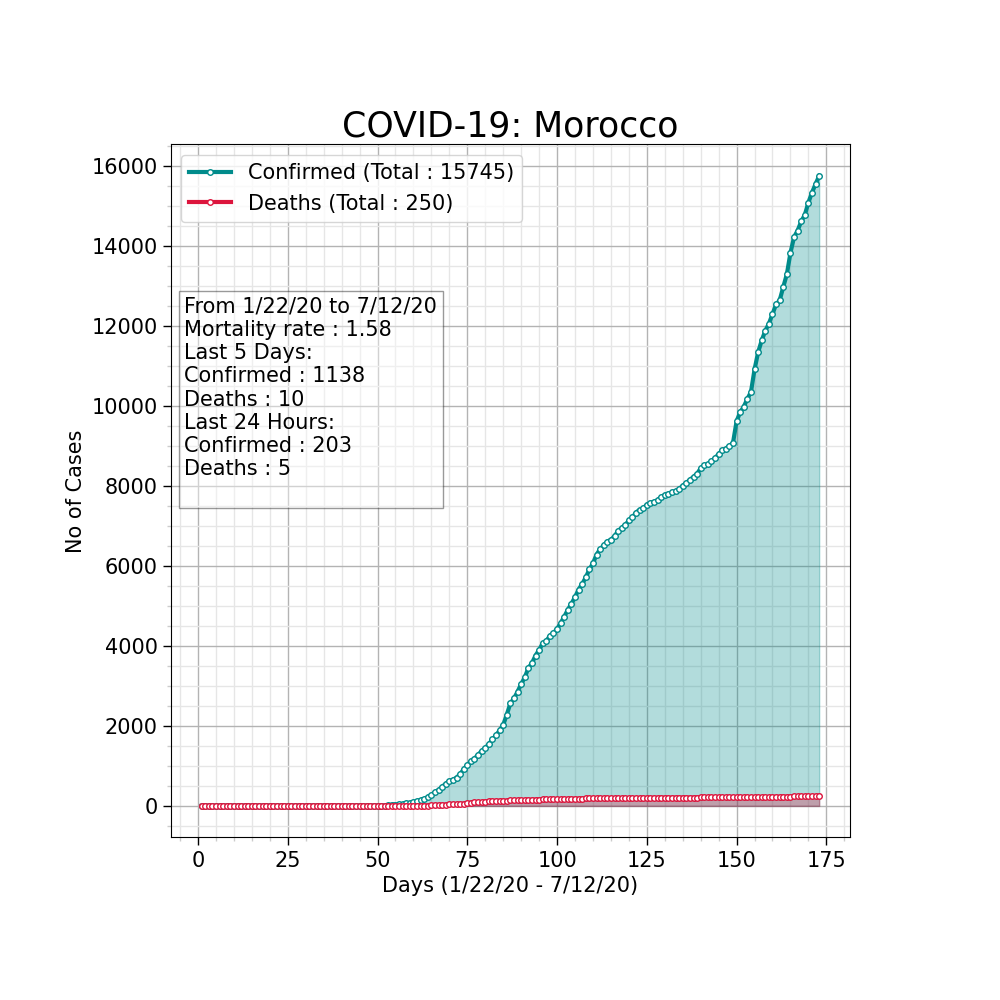 COVID-19: Morocco
16000
14000
12000
10000
8000
6000
4000
2000
0
No of Cases
Confirmed (Total : 15745)
Deaths (Total : 250)
From 1/22/20 to 7/12/20
Mortality rate : 1.58
Last 5 Days:
Confirmed : 1138
Deaths : 10
Last 24 Hours:
Confirmed : 203
Deaths : 5
0 25 50 75 100 125 150 175
Days (1/22/20 - 7/12/20)